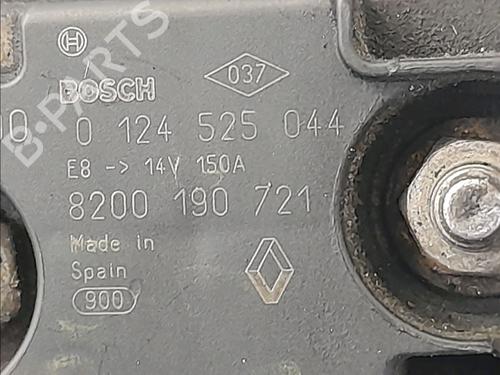 BOSCH
037
0 124 525 044
E8 -> 14V 150A
8200 190 721
Made in
Spain
900
B-PARTS